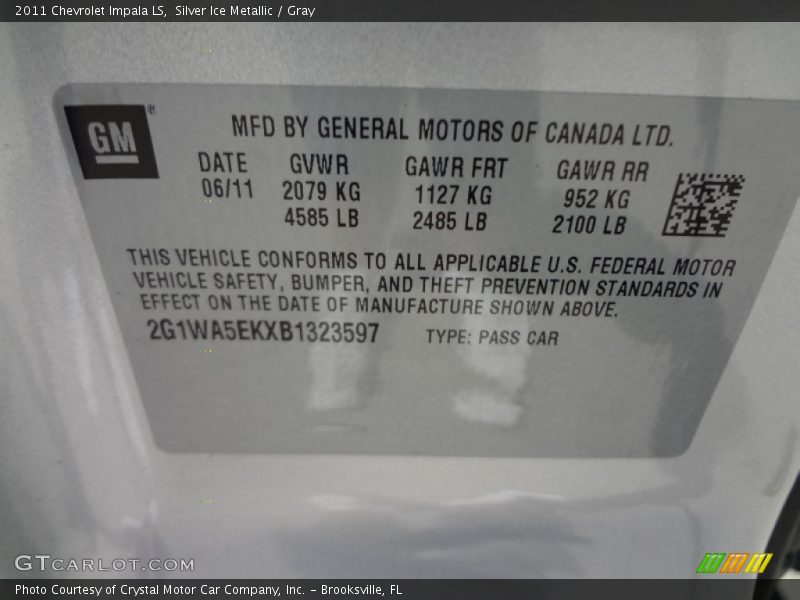 2011 Chevrolet Impala LS, Silver Ice Metallic / Gray
GM ®
MFD BY GENERAL MOTORS OF CANADA LTD.
DATE GVWR GAWR FRT GAWR RR
06/11 2079 KG 1127 KG 952 KG
4585 LB 2485 LB 2100 LB
THIS VEHICLE CONFORMS TO ALL APPLICABLE U.S. FEDERAL MOTOR
VEHICLE SAFETY, BUMPER, AND THEFT PREVENTION STANDARDS IN
EFFECT ON THE DATE OF MANUFACTURE SHOWN ABOVE.
2G1WA5EKXB1323597 TYPE: PASS CAR
GTCARLOT.COM
Photo Courtesy of Crystal Motor Car Company, Inc. – Brooksville, FL